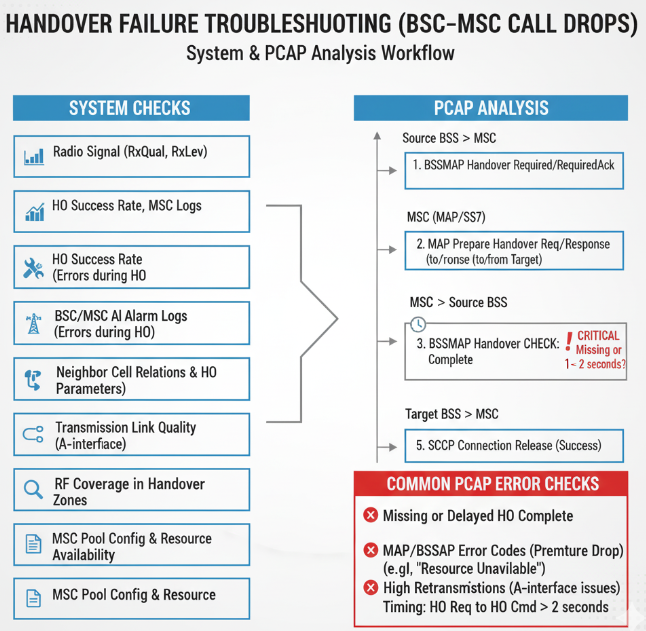 HANDOVER FAILURE TROUBLESHUOTING (BSC-MSC CALL DROPS)
System & PCAP Analysis Workflow
SYSTEM CHECKS
Radio Signal (RxQual, RxLev)
HO Success Rate, MSC Logs
HO Success Rate
(Errors during HO
BSC/MSC AI Alarm Logs
(Errors during HO)
Neighbor Cell Relations & HO
Parameters)
Transmission Link Quality
(A-interface)
RF Coverage in Handover
Zones
MSC Pool Config & Resource
Availability
MSC Pool Config & Resource
PCAP ANALYSIS
Source BSS > MSC
1. BSSMAP Handover Required/RequiredAck
MSC (MAP/SS7)
2. MAP Prepare Handover Req/Response
(to/ronse (to/from Target)
MSC > Source BSS
3. BSSMAP Handover CHECK:
Complete
! CRITICAL
Missing or
1~ 2 seconds?
Target BSS > MSC
5. SCCP Connection Release (Success)
COMMON PCAP ERROR CHECKS
Missing or Delayed HO Complete
MAP/BSSAP Error Codes (Premture Drop)
(e.gl, "Resource Unavailable")
High Retransmistions (A-interface issues)
Timing: HO Req to HO Cmd > 2 seconds